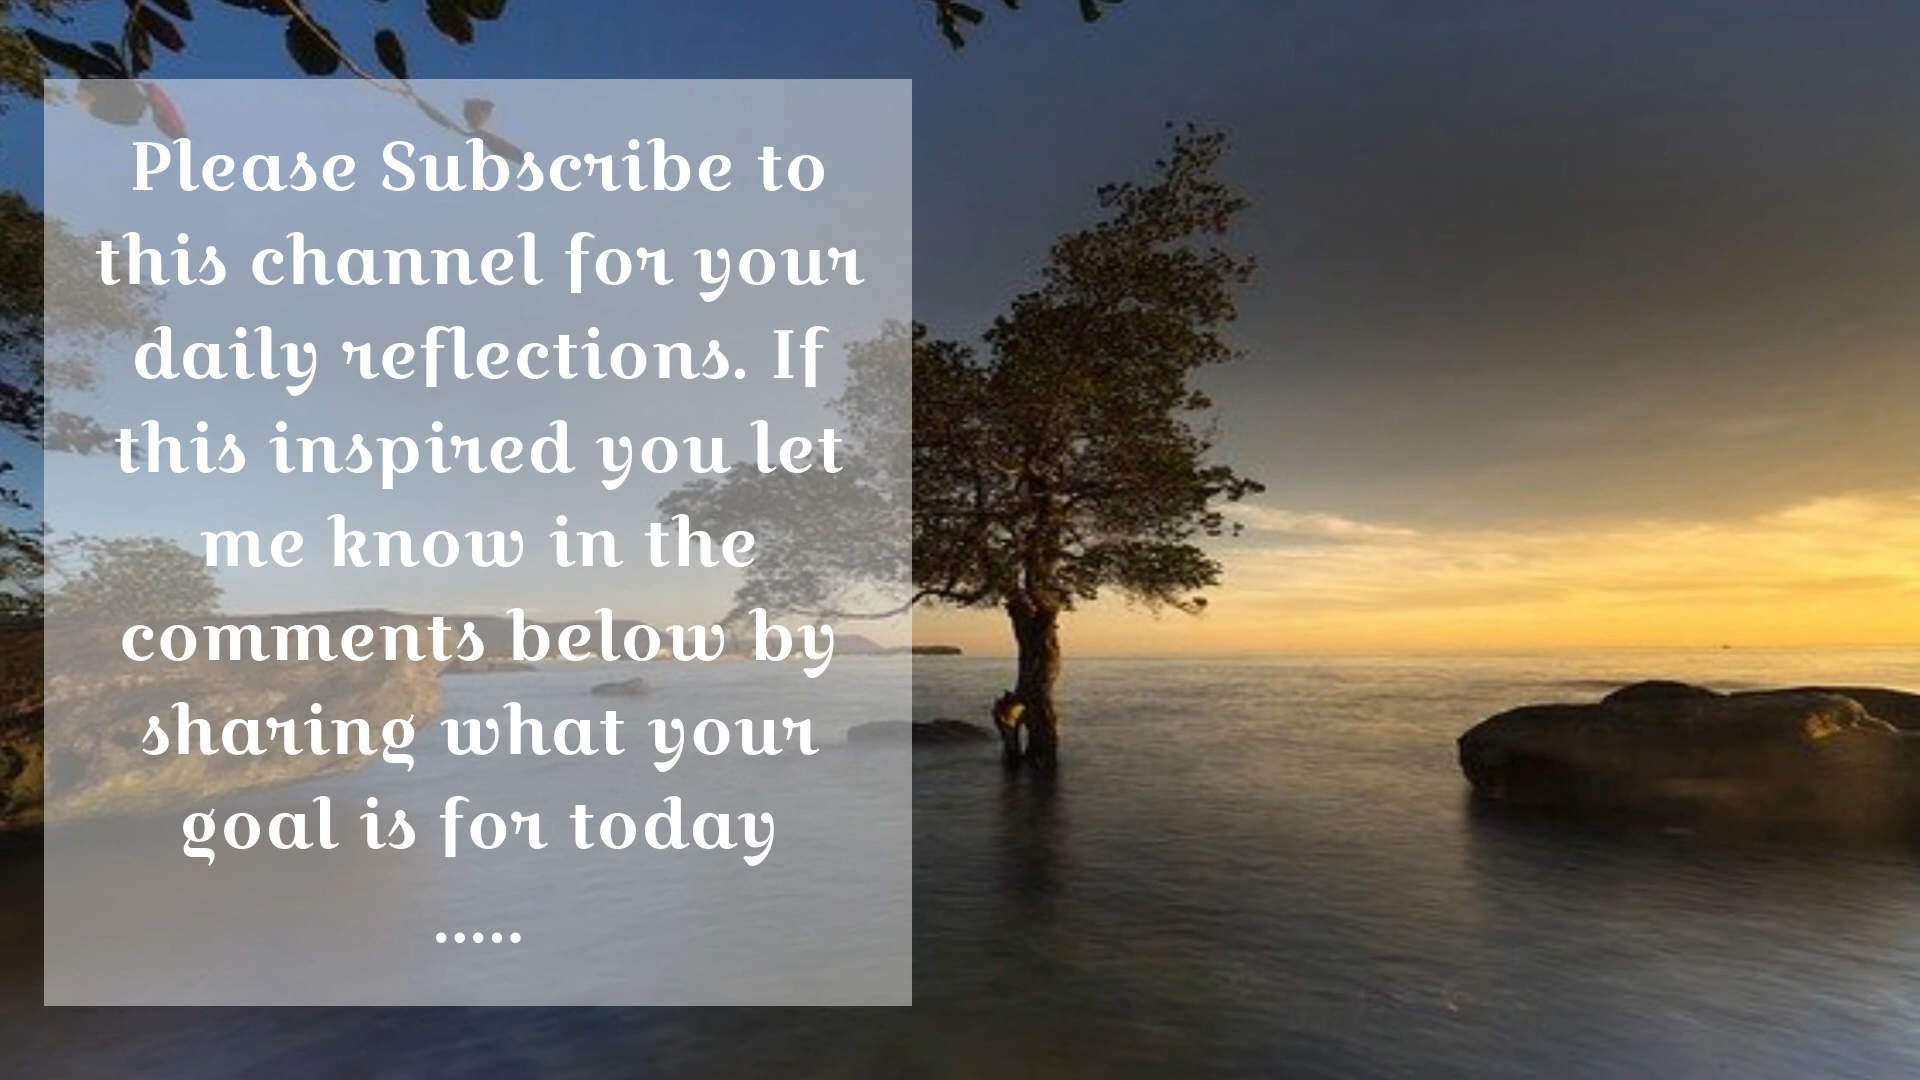 Please Subscribe to
this channel for your
daily reflections. If
this inspired you let
me know in the
comments below by
sharing what your
goal is for today
.....